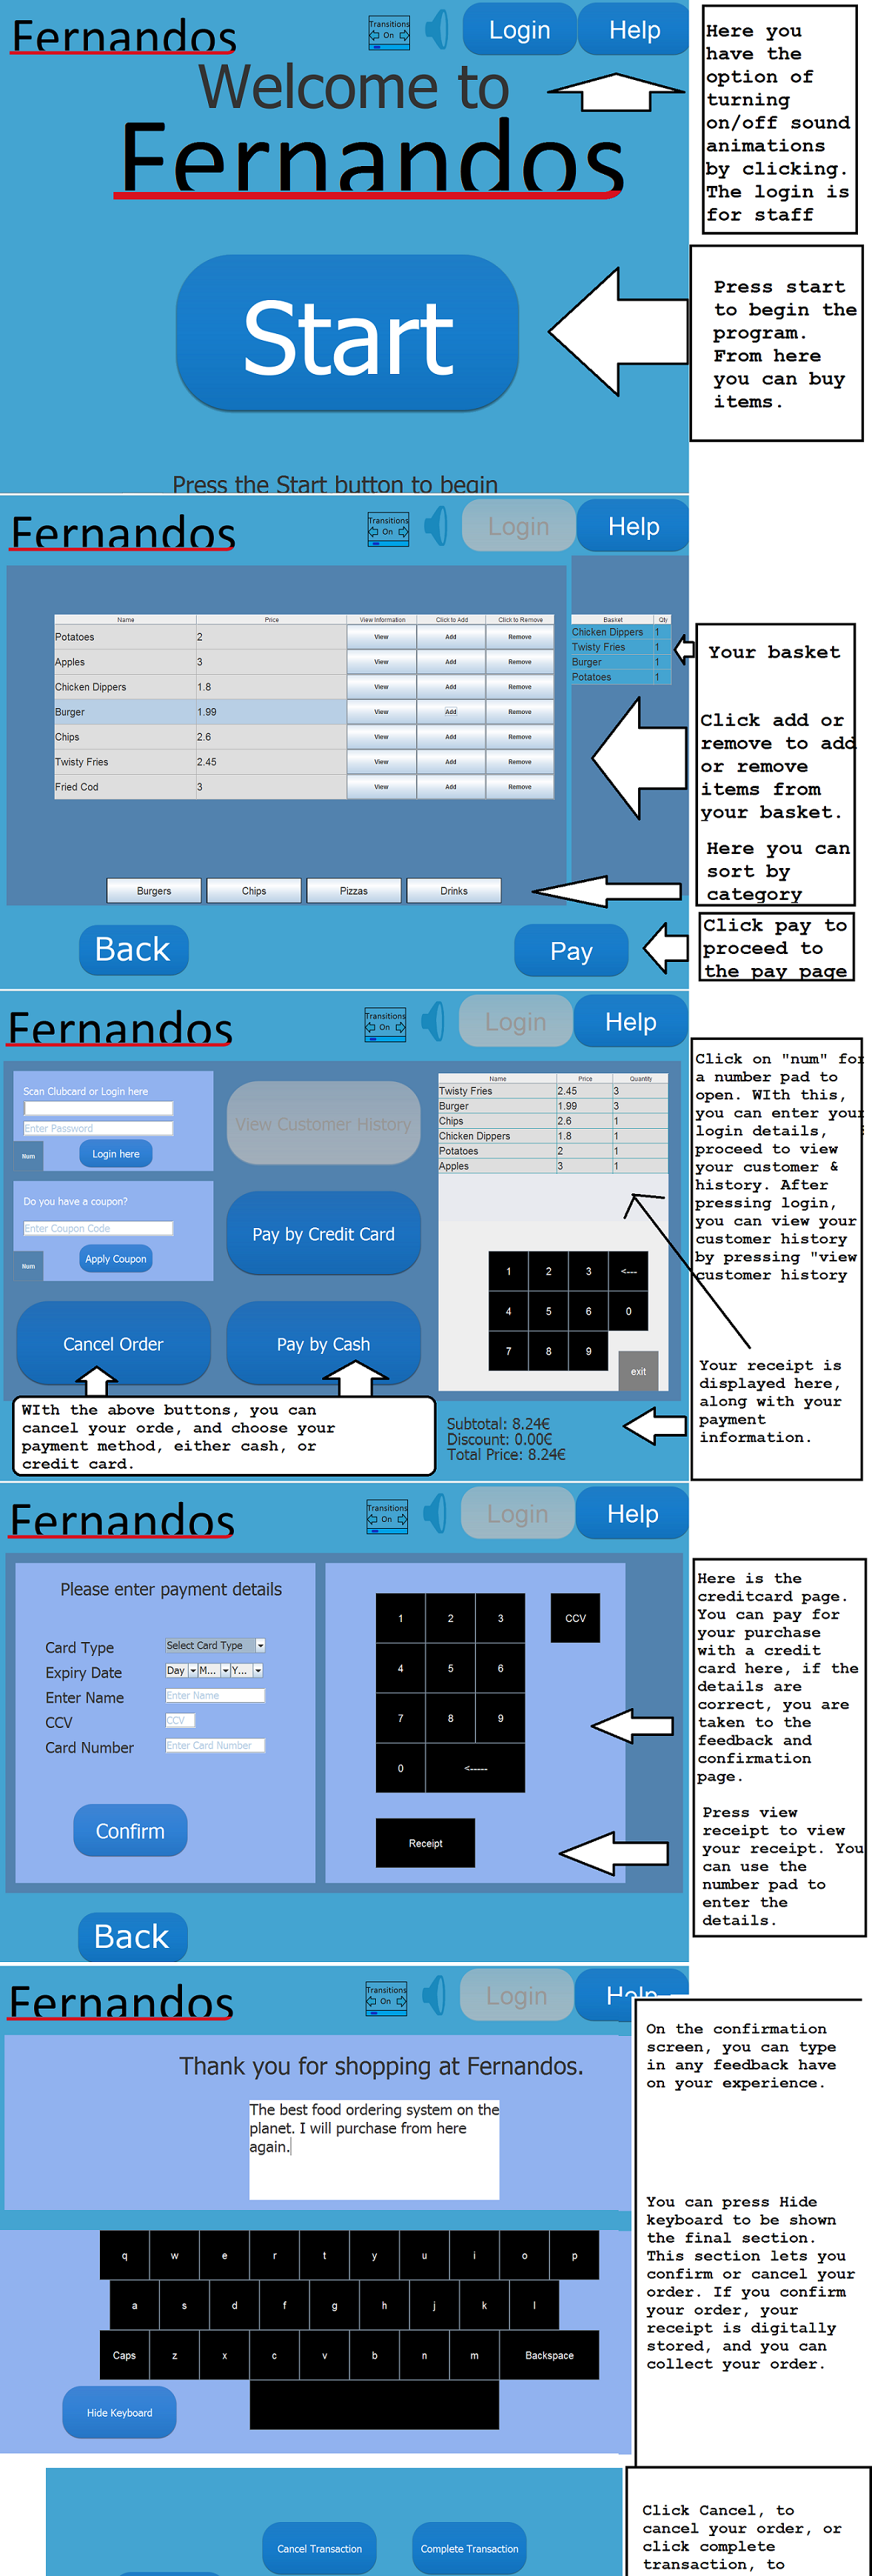 Fernandos
Transitions
On
Login
Help
Welcome to
Fernandos
Start
Press the Start button to begin
Here you
have the
option of
turning
on/off sound
animations
by clicking.
The login is
for staff
Press start
to begin the
program.
From here
you can buy
items.
Fernandos
Transitions
On
Login
Help
Name Price View Information Click to Add Click to Remove
Potatoes 2 View Add Remove
Apples 3 View Add Remove
Chicken Dippers 1.8 View Add Remove
Burger 1.99 View Add Remove
Chips 2.6 View Add Remove
Twisty Fries 2.45 View Add Remove
Fried Cod 3 View Add Remove
Basket Qty
Chicken Dippers 1
Twisty Fries 1
Burger 1
Potatoes 1
Burgers Chips Pizzas Drinks
Back
Pay
Your basket
Click add or
remove to add
or remove
items from
your basket.
Here you can
sort by
category
Click pay to
proceed to
the pay page
Fernandos
Transitions
On
Login
Help
Scan Clubcard or Login here
Enter Password
Num
Login here
Do you have a coupon?
Enter Coupon Code
Num
Apply Coupon
View Customer History
Pay by Credit Card
Cancel Order
Pay by Cash
WIth the above buttons, you can
cancel your orde, and choose your
payment method, either cash, or
credit card.
Name Price Quantity
Twisty Fries 2.45 3
Burger 1.99 3
Chips 2.6 1
Chicken Dippers 1.8 1
Potatoes 2 1
Apples 3 1
1 2 3 <---
4 5 6 0
7 8 9
exit
Subtotal: 8.24€
Discount: 0.00€
Total Price: 8.24€
Click on "num" for
a number pad to
open. WIth this,
you can enter your
login details, &
proceed to view
your customer &
history. After
pressing login,
you can view your
customer history
by pressing "view
customer history
Your receipt is
displayed here,
along with your
payment
information.
Fernandos
Transitions
On
Login
Help
Please enter payment details
Card Type Select Card Type
Expiry Date Day M... Y...
Enter Name Enter Name
CCV CCV
Card Number Enter Card Number
Confirm
1 2 3 CCV
4 5 6
7 8 9
0 <-----
Receipt
Back
Here is the
creditcard page.
You can pay for
your purchase
with a credit
card here, if the
details are
correct, you are
taken to the
feedback and
confirmation
page.
Press view
receipt to view
your receipt. You
can use the
number pad to
enter the
details.
Fernandos
Transitions
On
Login
Help
Thank you for shopping at Fernandos.
The best food ordering system on the
planet. I will purchase from here
again.
q w e r t y u i o p
a s d f g h j k l
Caps z x c v b n m Backspace
Hide Keyboard
On the confirmation
screen, you can type
in any feedback have
on your experience.
You can press Hide
keyboard to be shown
the final section.
This section lets you
confirm or cancel your
order. If you confirm
your order, your
receipt is digitally
stored, and you can
collect your order.
Cancel Transaction
Complete Transaction
Click Cancel, to
cancel your order, or
click complete
transaction, to